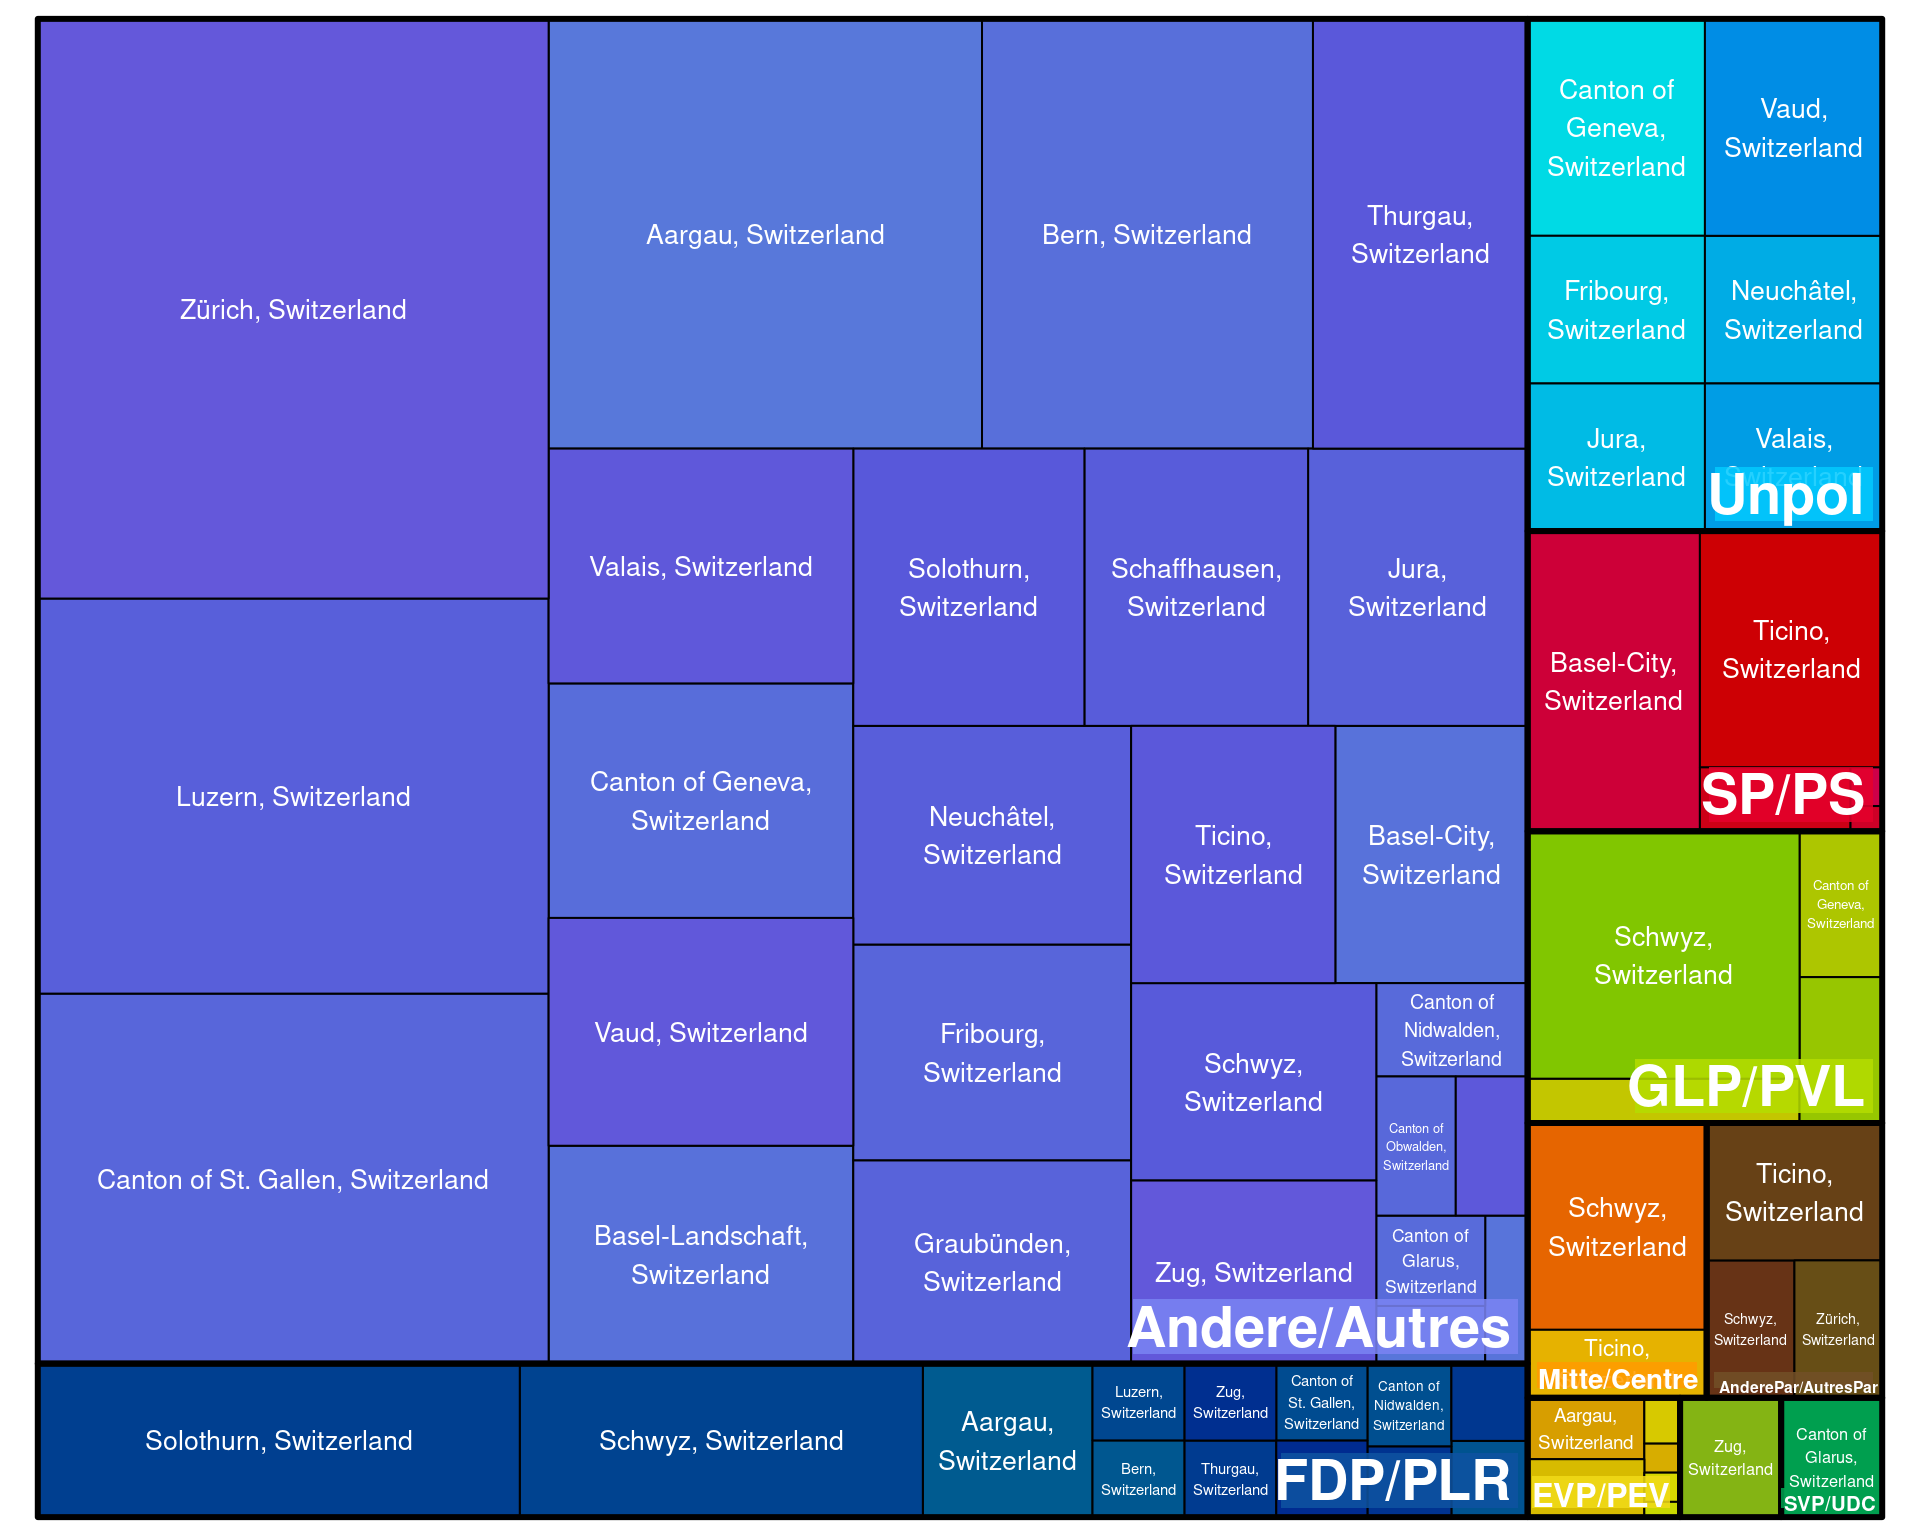 Zürich, Switzerland
Luzern, Switzerland
Canton of St. Gallen, Switzerland
Aargau, Switzerland
Bern, Switzerland
Thurgau,
Switzerland
Valais, Switzerland
Canton of Geneva,
Switzerland
Vaud, Switzerland
Basel-Landschaft,
Switzerland
Solothurn,
Switzerland
Schaffhausen,
Switzerland
Jura,
Switzerland
Neuchâtel,
Switzerland
Fribourg,
Switzerland
Graubünden,
Switzerland
Ticino,
Switzerland
Basel-City,
Switzerland
Schwyz,
Switzerland
Zug, Switzerland
Canton of
Nidwalden,
Switzerland
Canton of
Obwalden,
Switzerland
Canton of
Glarus,
Switzerland
Andere/Autres
Solothurn, Switzerland
Schwyz, Switzerland
Aargau,
Switzerland
Luzern,
Switzerland
Bern,
Switzerland
Zug,
Switzerland
Thurgau,
Switzerland
Canton of
St. Gallen,
Switzerland
Canton of
Nidwalden,
Switzerland
FDP/PLR
Canton of
Geneva,
Switzerland
Vaud,
Switzerland
Fribourg,
Switzerland
Neuchâtel,
Switzerland
Jura,
Switzerland
Valais,
Switzerland
Unpol
Basel-City,
Switzerland
Ticino,
Switzerland
SP/PS
Schwyz,
Switzerland
Canton of
Geneva,
Switzerland
GLP/PVL
Schwyz,
Switzerland
Ticino,
Mitte/Centre
Ticino,
Switzerland
Schwyz,
Switzerland
Zürich,
Switzerland
AnderePar/AutresPar
Aargau,
Switzerland
EVP/PEV
Zug,
Switzerland
Canton of
Glarus,
Switzerland
SVP/UDC